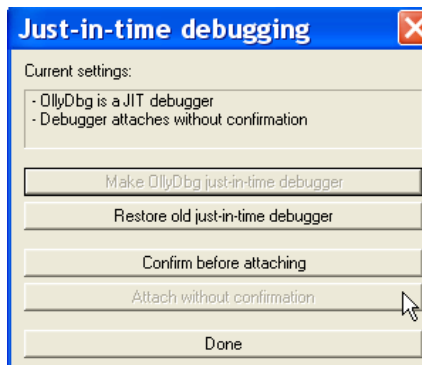 Just-in-time debugging
Current settings:
- OllyDbg is a JIT debugger
- Debugger attaches without confirmation
Make OllyDbg just-in-time debugger
Restore old just-in-time debugger
Confirm before attaching
Attach without confirmation
Done